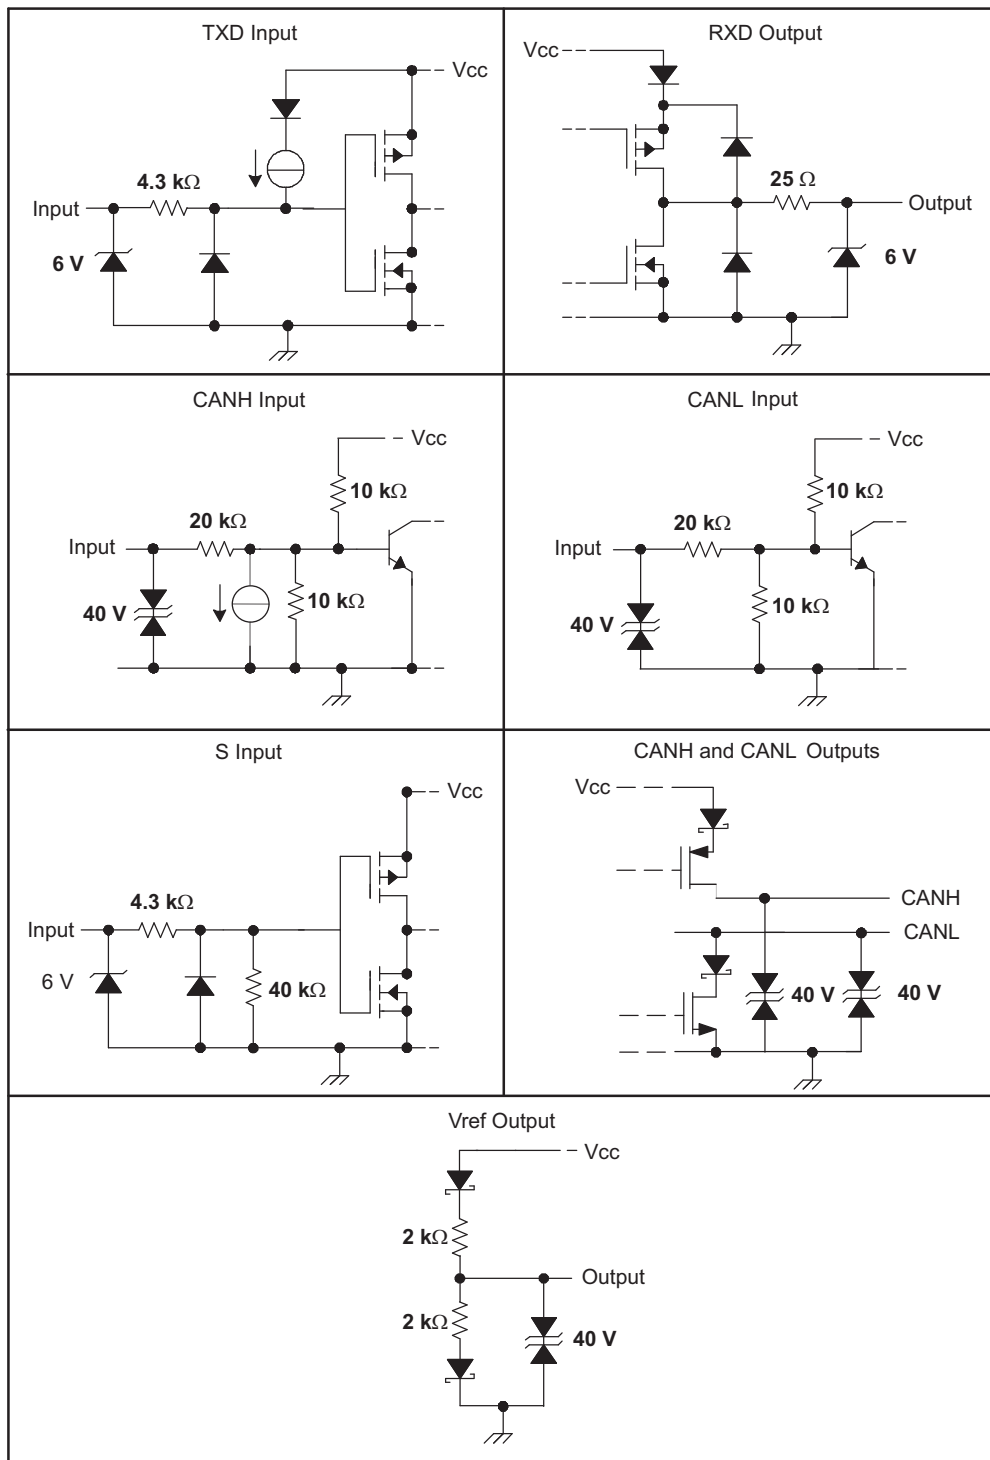 TXD Input
Vcc
4.3 kΩ
Input
6 V
RXD Output
Vcc
25 Ω
Output
6 V
CANH Input
Vcc
10 kΩ
20 kΩ
Input
10 kΩ
40 V
CANL Input
Vcc
10 kΩ
20 kΩ
Input
10 kΩ
40 V
S Input
Vcc
4.3 kΩ
Input
6 V
40 kΩ
CANH and CANL Outputs
Vcc
CANH
CANL
40 V
40 V
Vref Output
Vcc
2 kΩ
Output
2 kΩ
40 V